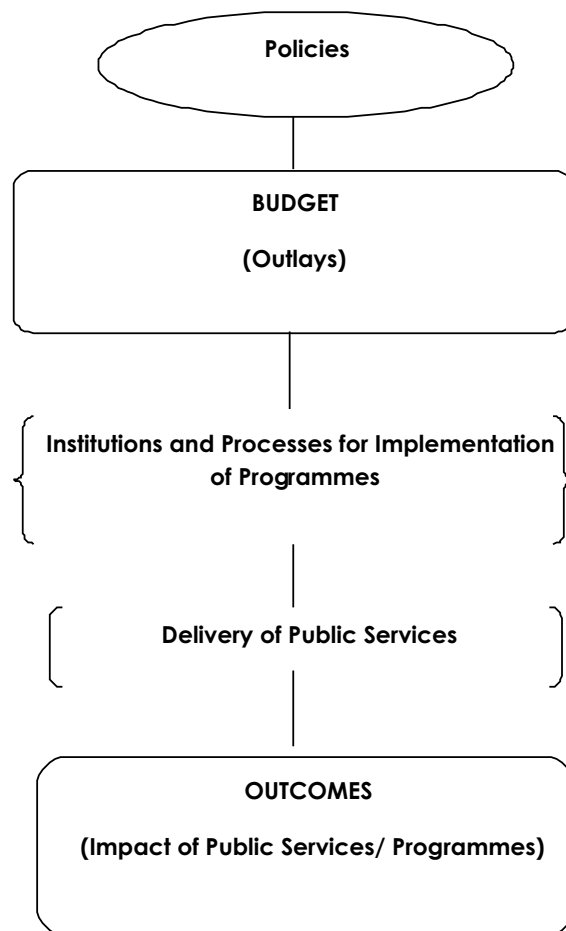 Policies
BUDGET
(Outlays)
Institutions and Processes for Implementation
of Programmes
Delivery of Public Services
OUTCOMES
(Impact of Public Services/ Programmes)